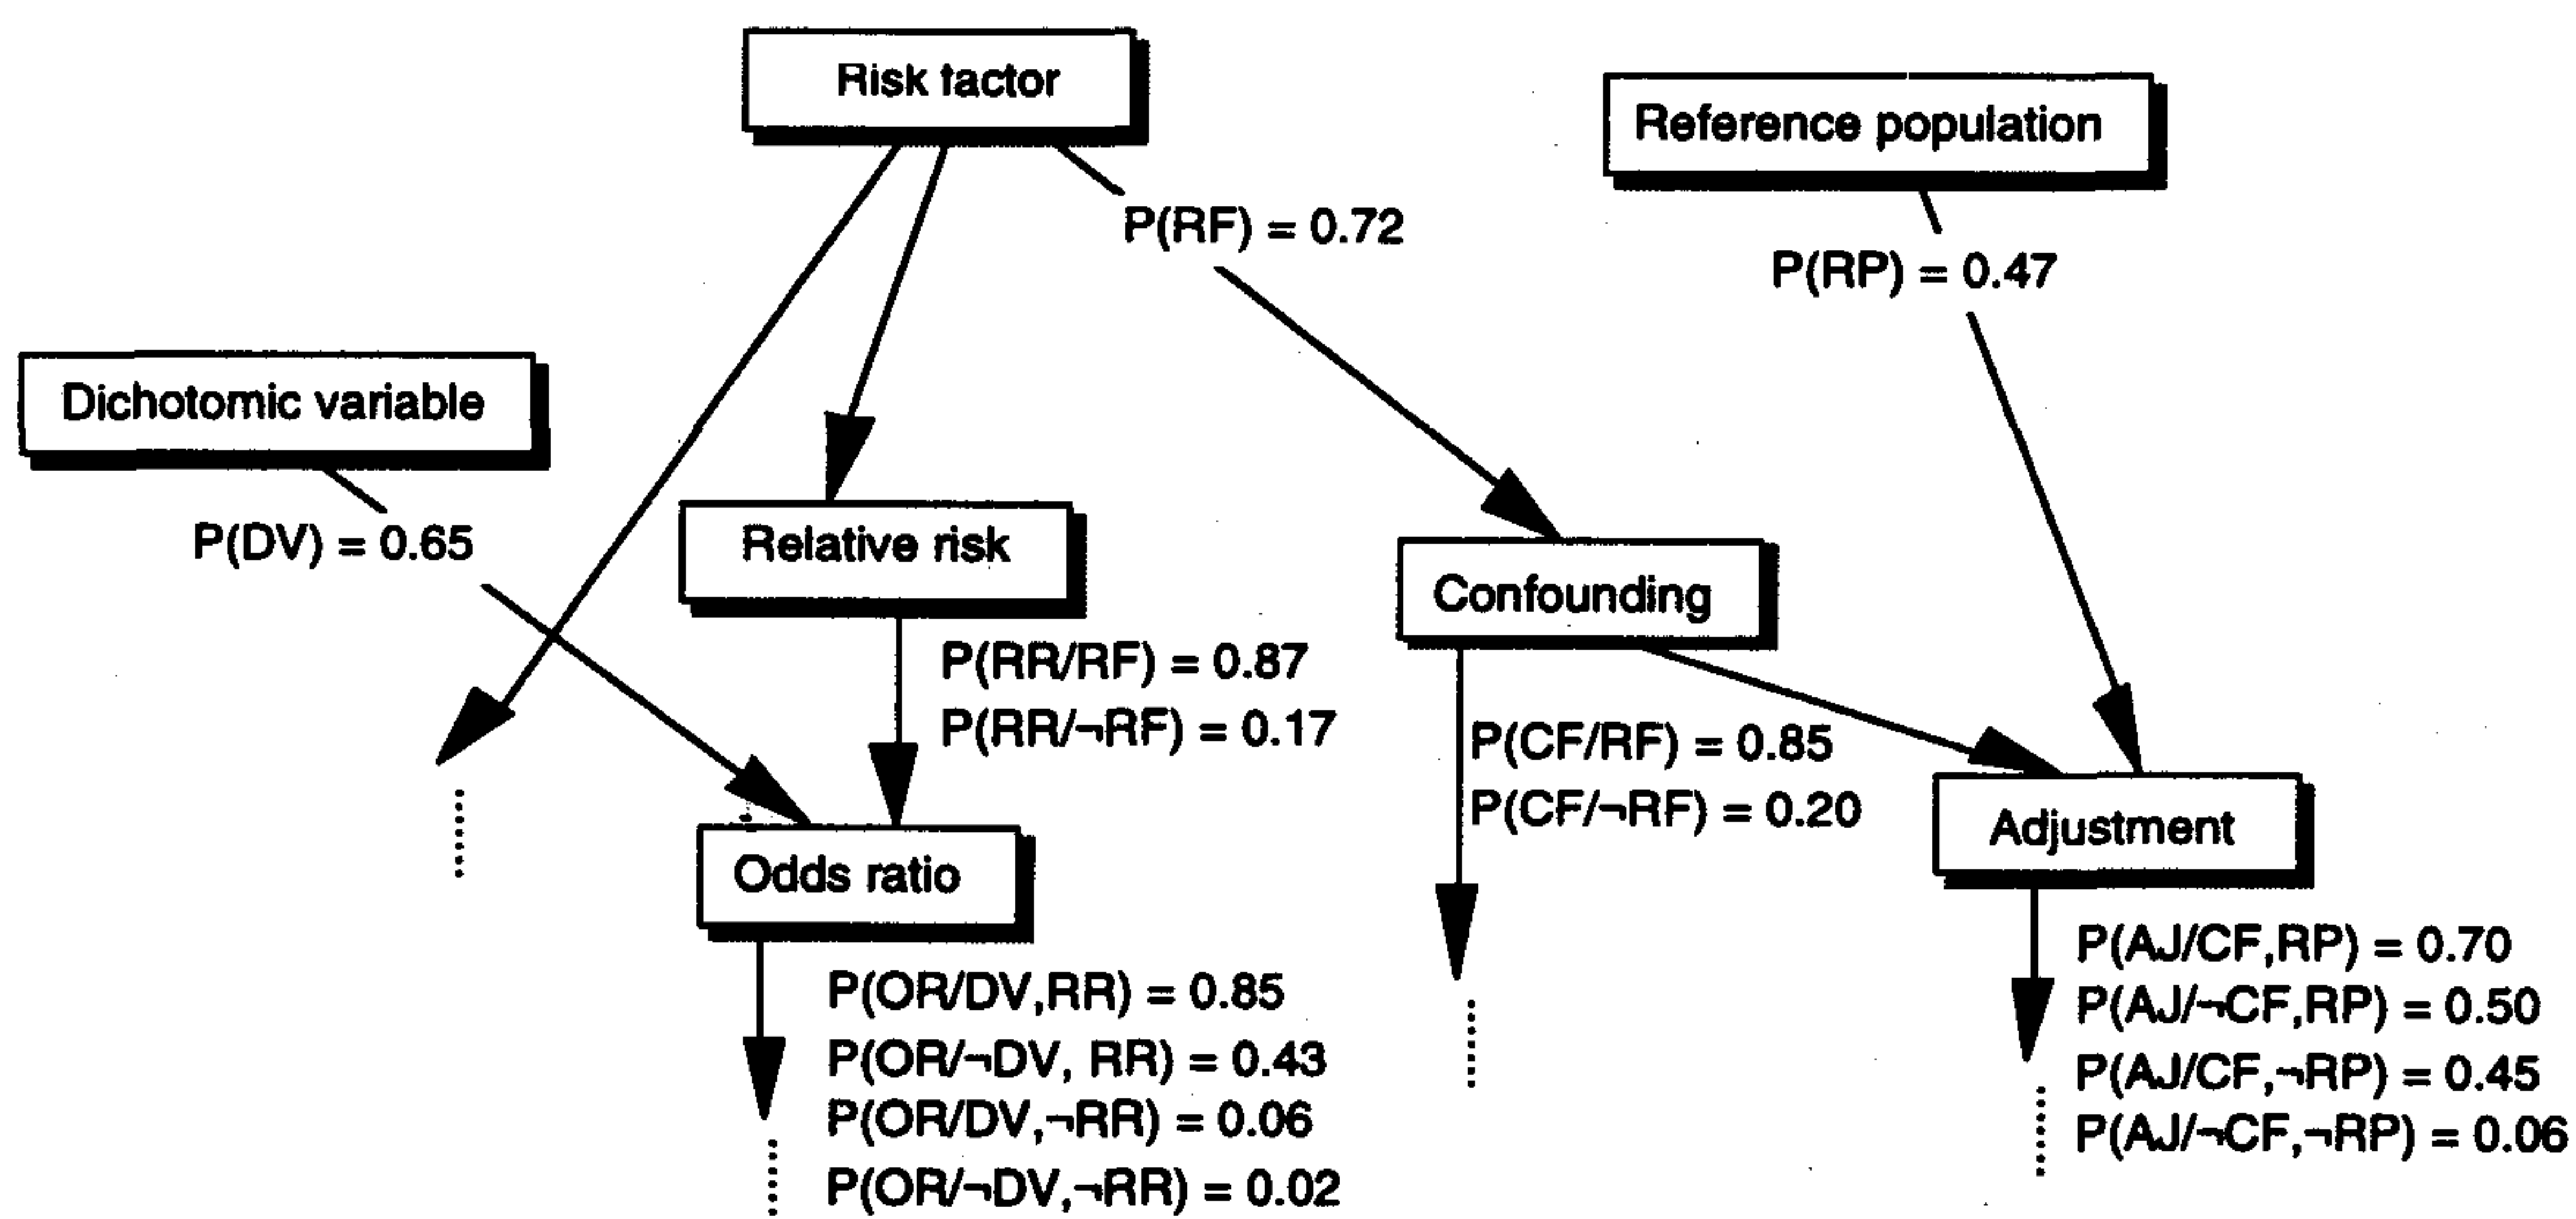 Risk factor
Reference population
P(RF) = 0.72
P(RP) = 0.47
Dichotomic variable
P(DV) = 0.65
Relative risk
Confounding
P(RR/RF) = 0.87
P(RR/¬RF) = 0.17
P(CF/RF) = 0.85
P(CF/¬RF) = 0.20
Adjustment
Odds ratio
P(OR/DV,RR) = 0.85
P(OR/¬DV, RR) = 0.43
P(OR/DV,¬RR) = 0.06
P(OR/¬DV,¬RR) = 0.02
P(AJ/CF,RP) = 0.70
P(AJ/¬CF,RP) = 0.50
P(AJ/CF,¬RP) = 0.45
P(AJ/¬CF,¬RP) = 0.06